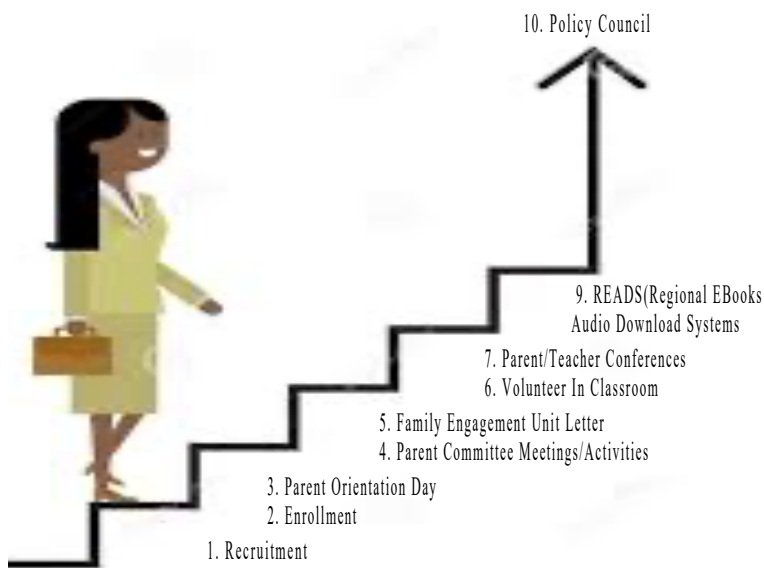 10. Policy Council
9. READS(Regional EBooks
Audio Download Systems
7. Parent/Teacher Conferences
6. Volunteer In Classroom
5. Family Engagement Unit Letter
4. Parent Committee Meetings/Activities
3. Parent Orientation Day
2. Enrollment
1. Recruitment